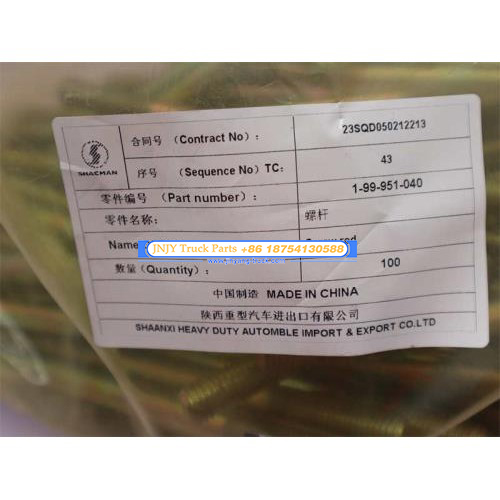 合同号 （Contract No）： 23SQD050212213
SHACMAN
序号 （Sequence No）TC： 43
零件编号 （Part number）： 1-99-951-040
零件名称： 螺杆
Name
JNJY Truck Parts +86 18754130588
数量（Quantity）： 100
中国制造 MADE IN CHINA
陕西重型汽车进出口有限公司
SHAANXI HEAVY DUTY AUTOMBLE IMPORT & EXPORT CO.LTD